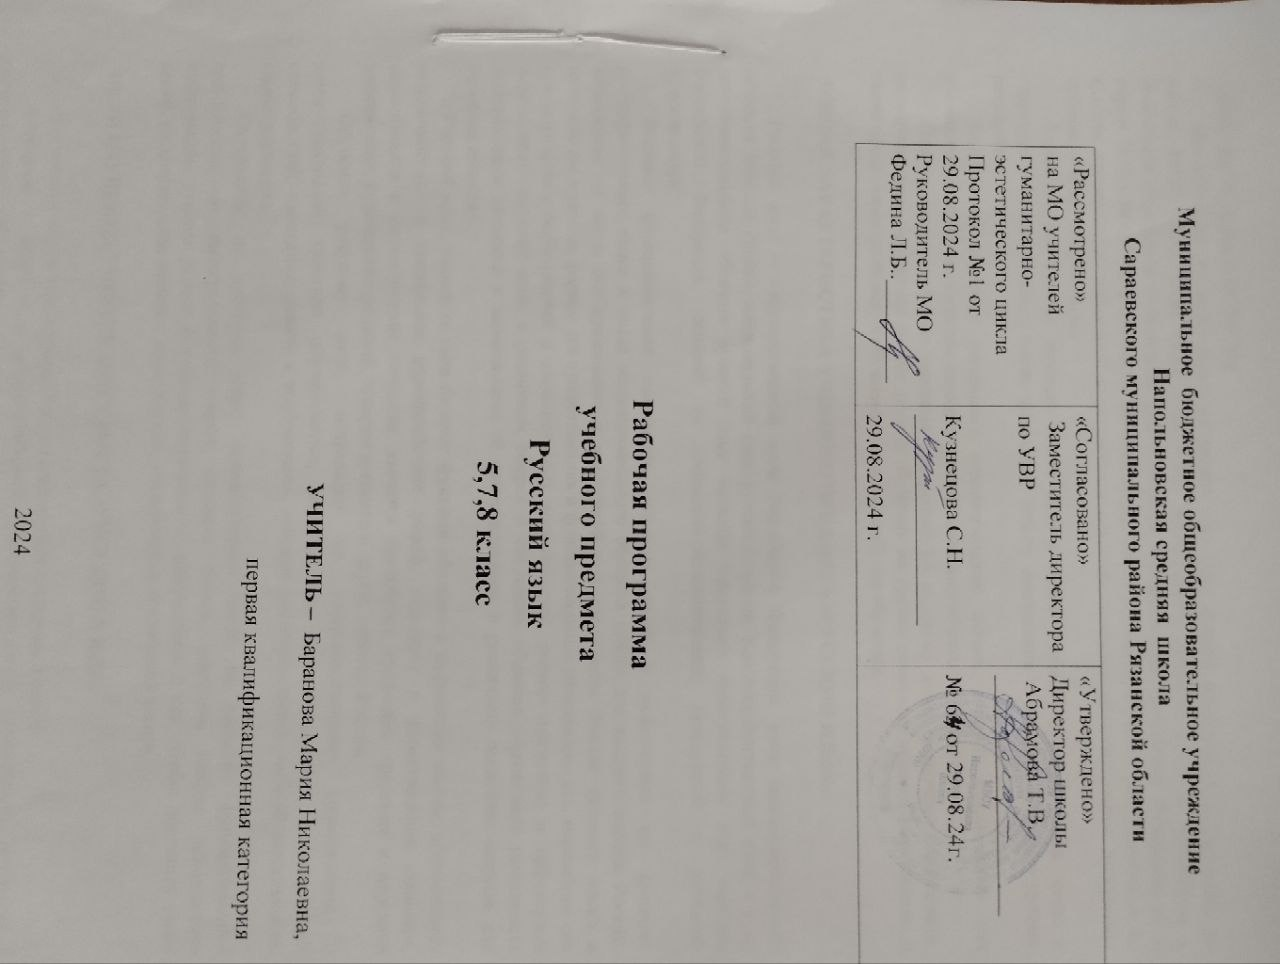 Муниципальное бюджетное общеобразовательное учреждение
Напольновская средняя школа
Сараевского муниципального района Рязанской области
«Рассмотрено»
на МО учителей
гуманитарно-
эстетического цикла
Протокол №1 от
29.08.2024 г.
Руководитель МО
Федина Л.Б..
«Согласовано»
Заместитель директора
по УВР
Кузнецова С.Н.
29.08.2024 г.
«Утверждено»
Директор школы
Абрамова Т.В.
№ от 29.08.24г.
Рабочая программа
учебного предмета
Русский язык
5,7,8 класс
УЧИТЕЛЬ – Баранова Мария Николаевна,
первая квалификационная категория
2024